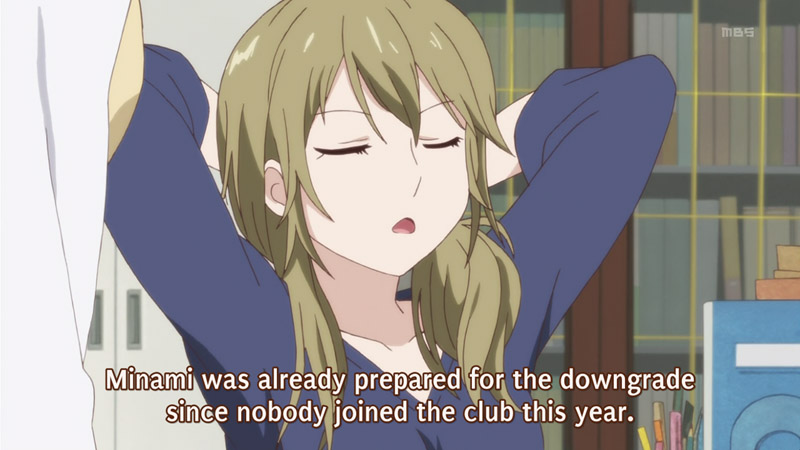 MBS
Minami was already prepared for the downgrade
since nobody joined the club this year.